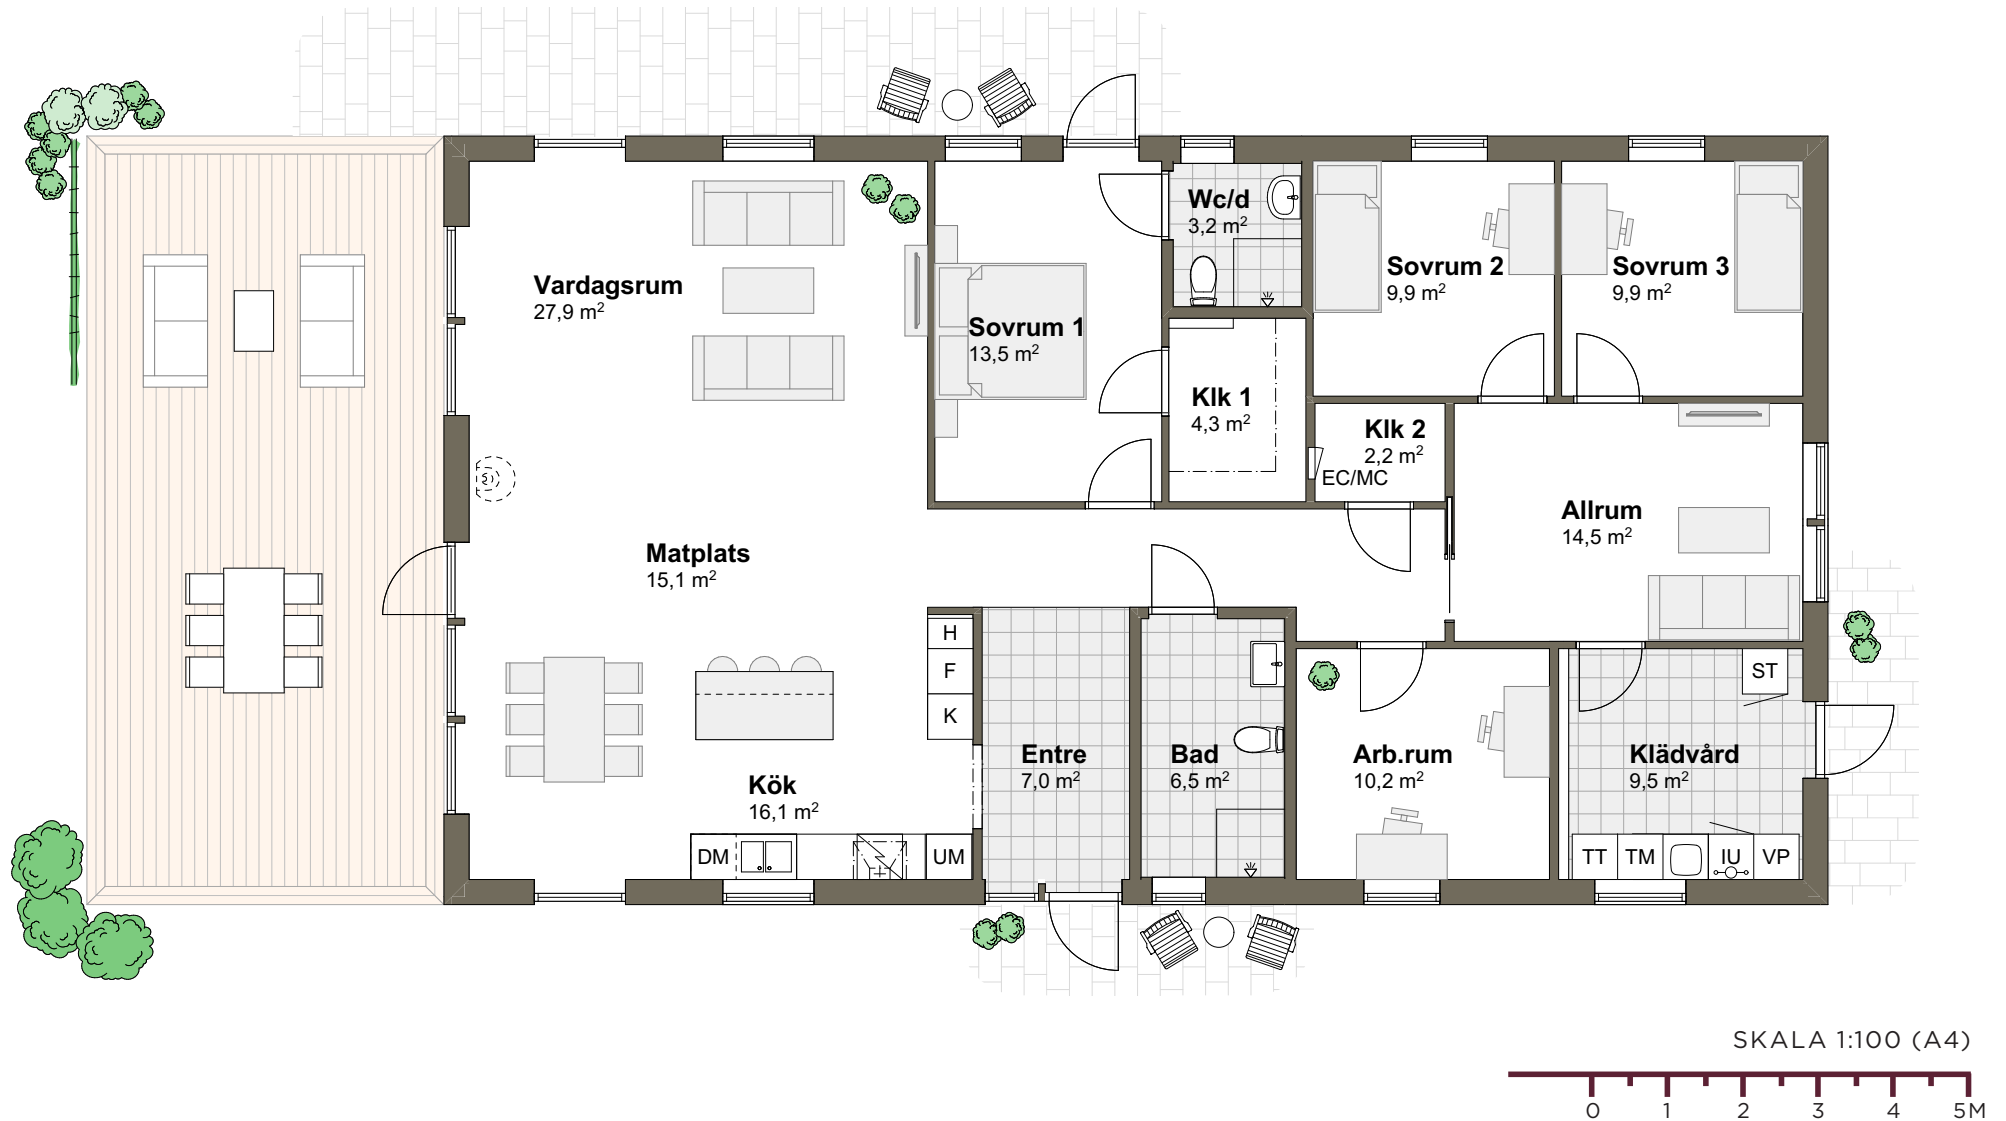 Wc/d
3,2 m²
Vardagsrum
27,9 m²
Sovrum 1
13,5 m²
Sovrum 2
9,9 m²
Sovrum 3
9,9 m²
Klk 1
4,3 m²
Klk 2
2,2 m²
EC/MC
Allrum
14,5 m²
Matplats
15,1 m²
H
F
K
Kök
16,1 m²
DM
UM
Entre
7,0 m²
Bad
6,5 m²
Arb.rum
10,2 m²
ST
Klädvård
9,5 m²
TT
TM
IU
VP
SKALA 1:100 (A4)
0 1 2 3 4 5M